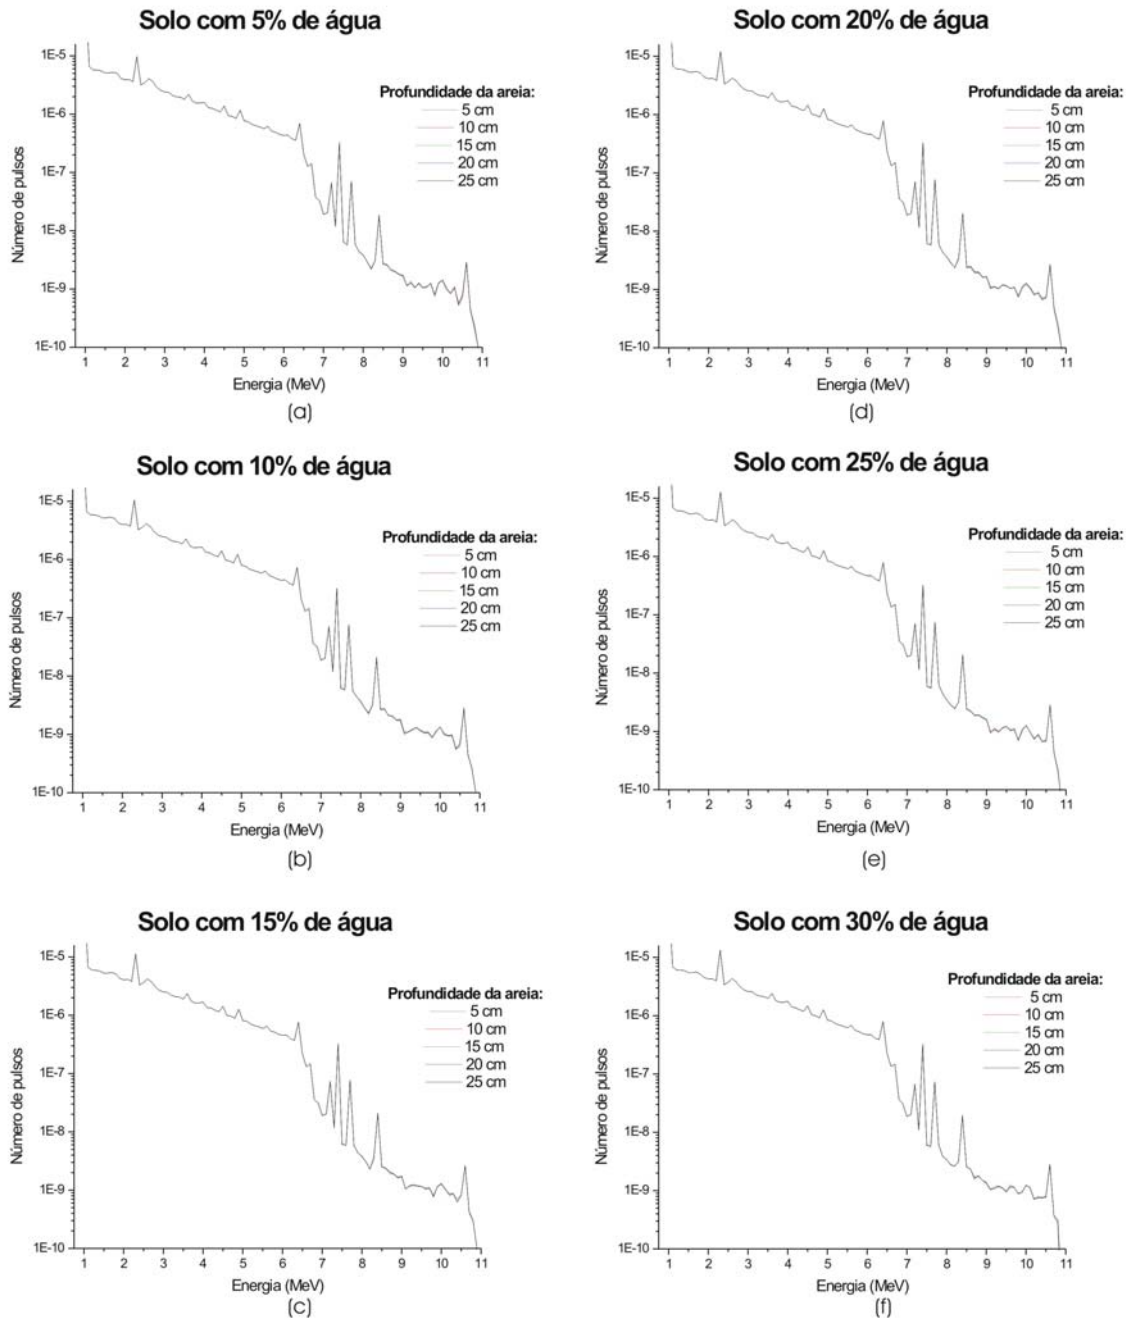 Solo com 5% de água
Número de pulsos
1E-5
1E-6
1E-7
1E-8
1E-9
1E-10
Profundidade da areia:
5 cm
10 cm
15 cm
20 cm
25 cm
1 2 3 4 5 6 7 8 9 10 11
Energia (MeV)
(a)
Solo com 20% de água
Número de pulsos
1E-5
1E-6
1E-7
1E-8
1E-9
1E-10
Profundidade da areia:
5 cm
10 cm
15 cm
20 cm
25 cm
1 2 3 4 5 6 7 8 9 10 11
Energia (MeV)
(d)
Solo com 10% de água
Número de pulsos
1E-5
1E-6
1E-7
1E-8
1E-9
1E-10
Profundidade da areia:
5 cm
10 cm
15 cm
20 cm
25 cm
1 2 3 4 5 6 7 8 9 10 11
Energia (MeV)
(b)
Solo com 25% de água
Número de pulsos
1E-5
1E-6
1E-7
1E-8
1E-9
1E-10
Profundidade da areia:
5 cm
10 cm
15 cm
20 cm
25 cm
1 2 3 4 5 6 7 8 9 10 11
Energia (MeV)
(e)
Solo com 15% de água
Número de pulsos
1E-5
1E-6
1E-7
1E-8
1E-9
1E-10
Profundidade da areia:
5 cm
10 cm
15 cm
20 cm
25 cm
1 2 3 4 5 6 7 8 9 10 11
Energia (MeV)
(c)
Solo com 30% de água
Número de pulsos
1E-5
1E-6
1E-7
1E-8
1E-9
1E-10
Profundidade da areia:
5 cm
10 cm
15 cm
20 cm
25 cm
1 2 3 4 5 6 7 8 9 10 11
Energia (MeV)
(f)